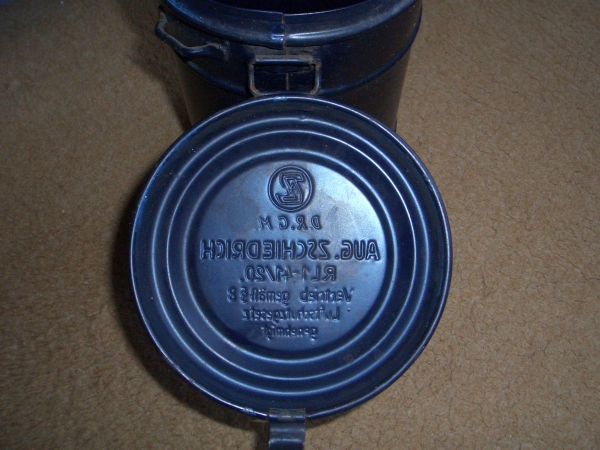 D.R.G.M.
AUG. ZSCHIEDRICH
RL1-41/20,
Vertrieb gemäß § 8
Luftschutzgesetz
genehmigt